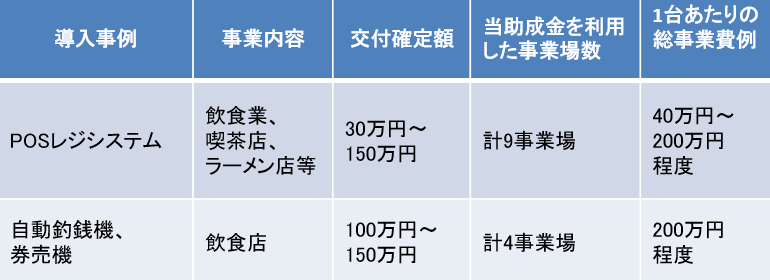 導入事例
事業内容
交付確定額
当助成金を利用
した事業場数
1台あたりの
総事業費例
POSレジシステム
飲食業、
喫茶店、
ラーメン店等
30万円～
150万円
計9事業場
40万円～
200万円
程度
自動釣銭機、
券売機
飲食店
100万円～
150万円
計4事業場
200万円
程度